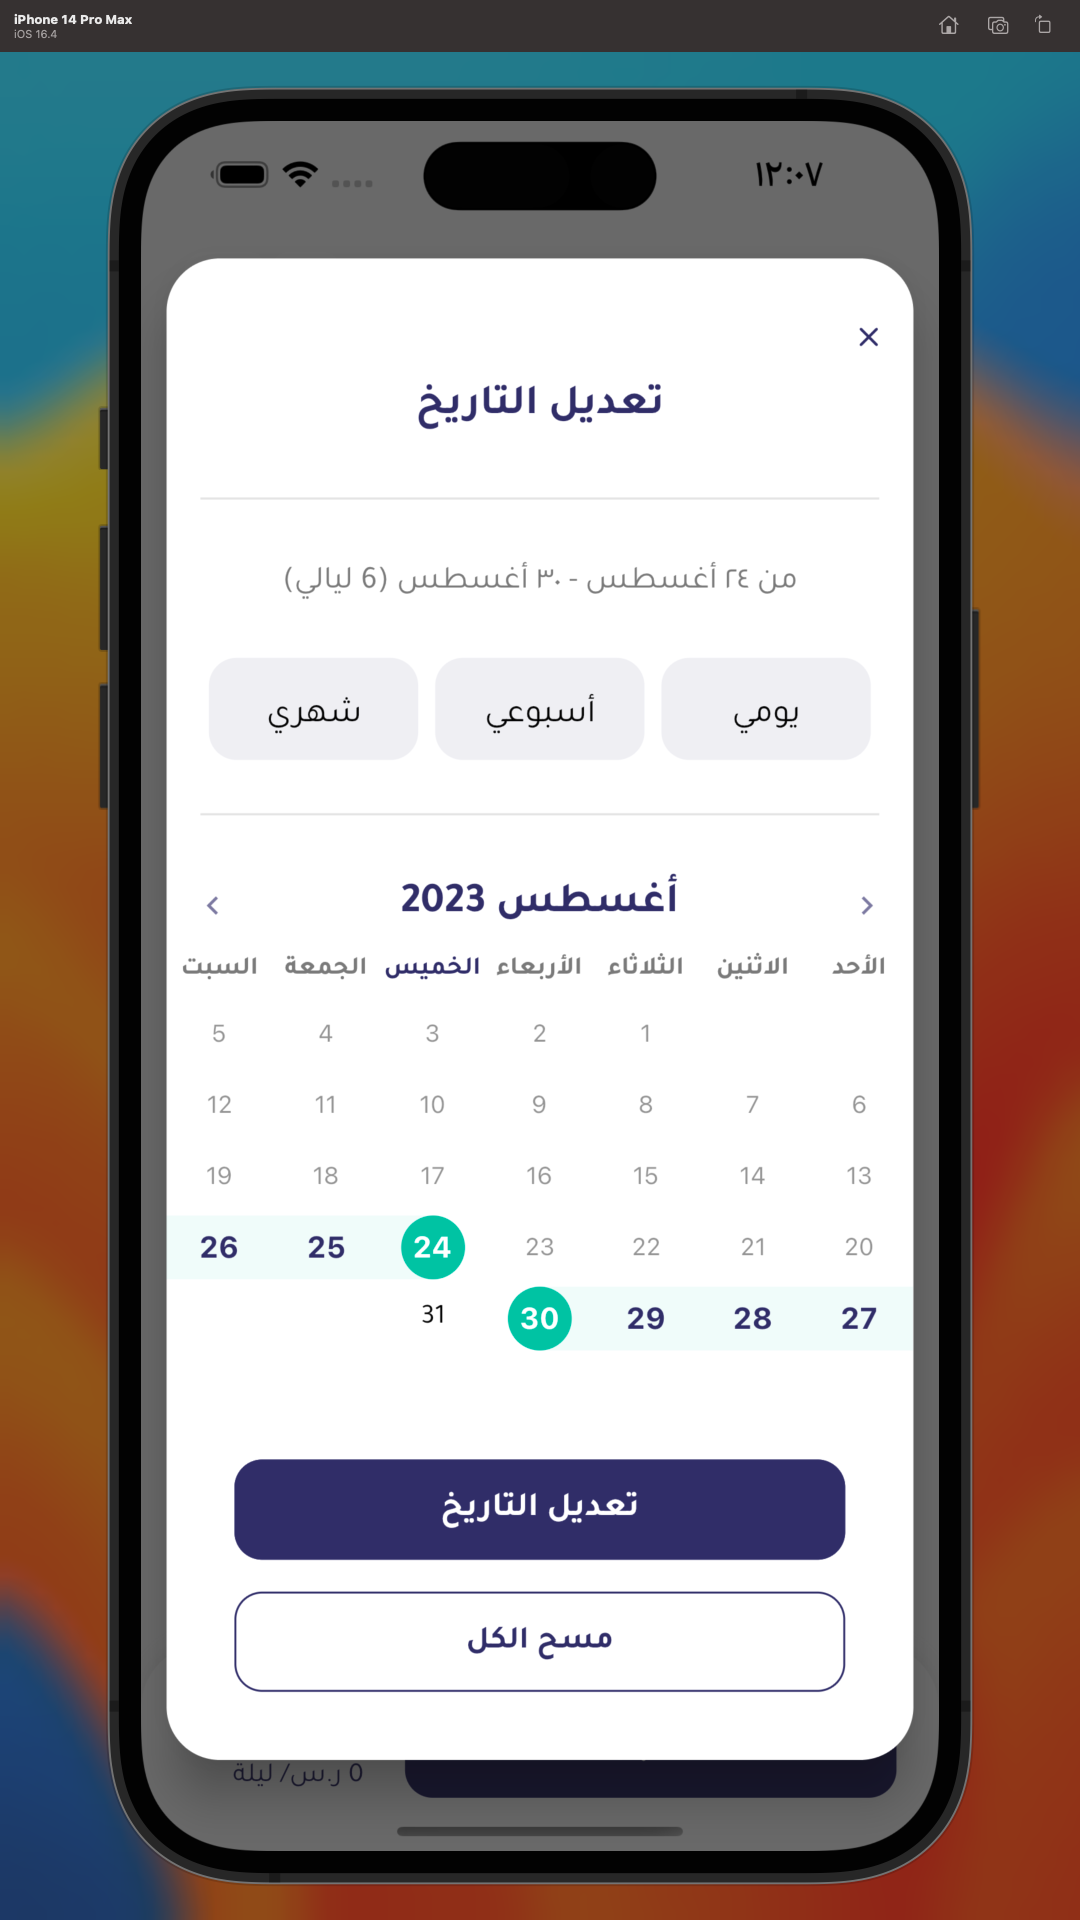 iPhone 14 Pro Max
iOS 16.4
١٢:٠٧
تعديل التاريخ
من ٢٤ أغسطس - ٣٠ أغسطس (6 ليالي)
يومي أسبوعي شهري
أغسطس 2023
الأحد الاثنين الثلاثاء الأربعاء الخميس الجمعة السبت
1 2 3 4 5
6 7 8 9 10 11 12
13 14 15 16 17 18 19
20 21 22 23 24 25 26
27 28 29 30 31
تعديل التاريخ
مسح الكل
0 ر.س/ ليلة